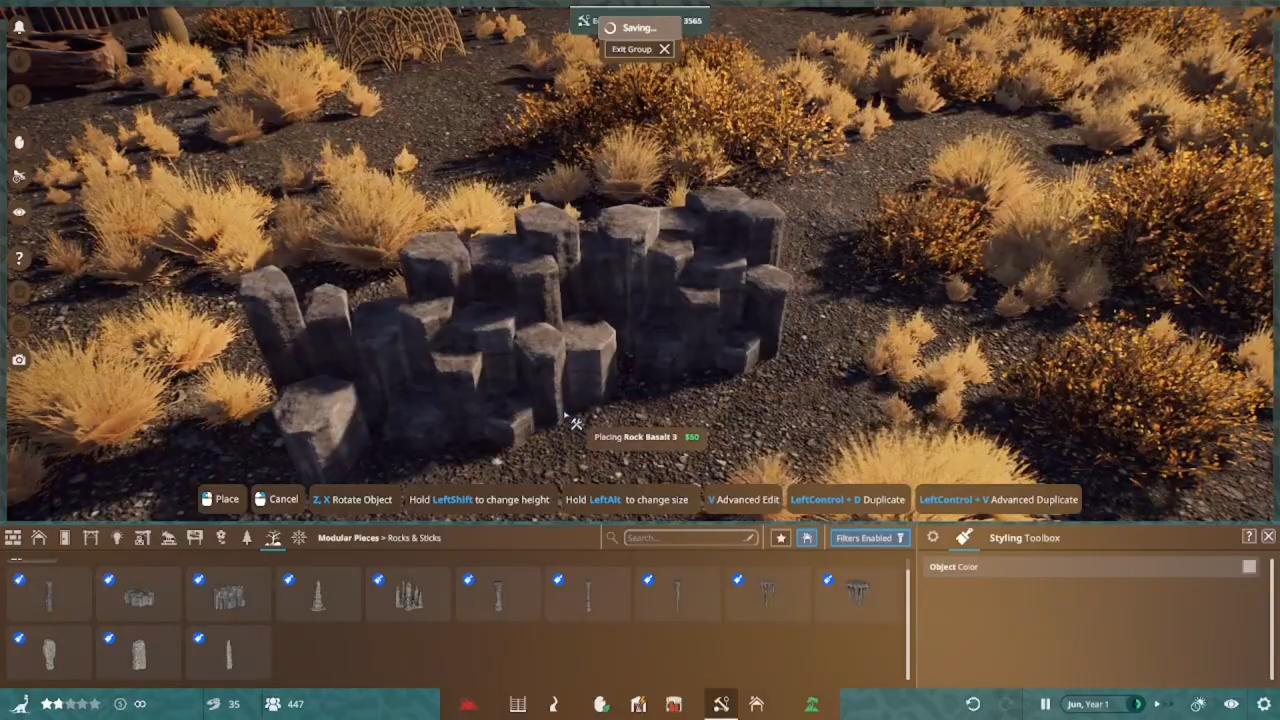 3565
Saving...
Exit Group
?
Placing Rock Basalt 3 $50
Place
Cancel
Z, X Rotate Object
Hold LeftShift to change height
Hold LeftAlt to change size
V Advanced Edit
LeftControl + D Duplicate
LeftControl + V Advanced Duplicate
Modular Pieces > Rocks & Sticks
Search...
Filters Enabled
Styling Toolbox
?
Object Color
35
447
Jun, Year 1